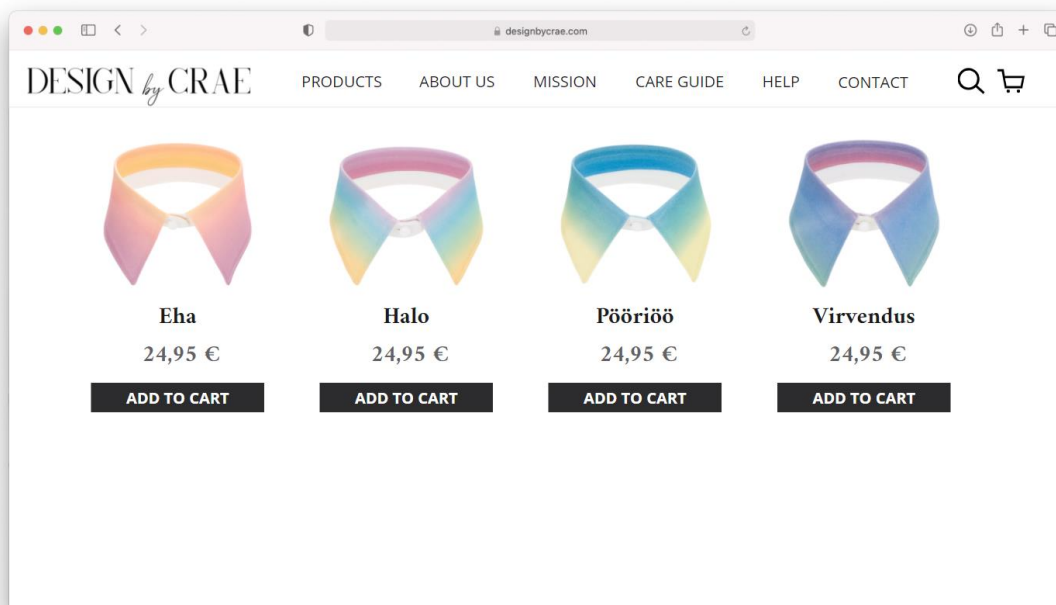 designbycrae.com
DESIGN by CRAE PRODUCTS ABOUT US MISSION CARE GUIDE HELP CONTACT
Eha Halo Pööriöö Virvendus
24,95 € 24,95 € 24,95 € 24,95 €
ADD TO CART ADD TO CART ADD TO CART ADD TO CART